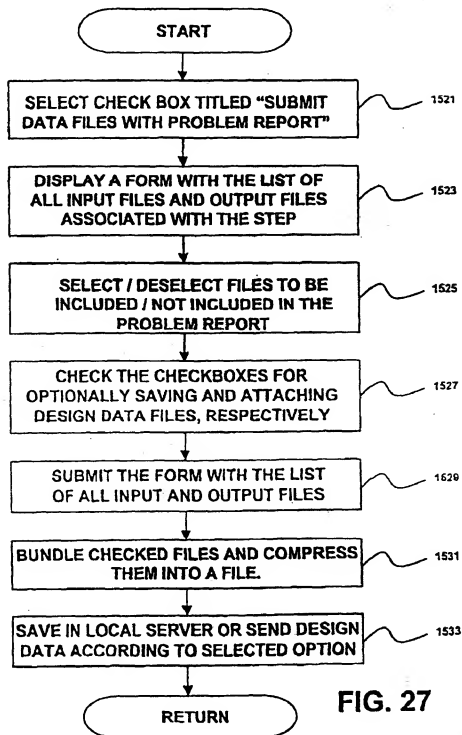 START
SELECT CHECK BOX TITLED "SUBMIT
DATA FILES WITH PROBLEM REPORT"
1521
DISPLAY A FORM WITH THE LIST OF
ALL INPUT FILES AND OUTPUT FILES
ASSOCIATED WITH THE STEP
1523
SELECT / DESELECT FILES TO BE
INCLUDED / NOT INCLUDED IN THE
PROBLEM REPORT
1525
CHECK THE CHECKBOXES FOR
OPTIONALLY SAVING AND ATTACHING
DESIGN DATA FILES, RESPECTIVELY
1527
SUBMIT THE FORM WITH THE LIST
OF ALL INPUT AND OUTPUT FILES
1529
BUNDLE CHECKED FILES AND COMPRESS
THEM INTO A FILE.
1531
SAVE IN LOCAL SERVER OR SEND DESIGN
DATA ACCORDING TO SELECTED OPTION
1533
RETURN
FIG. 27